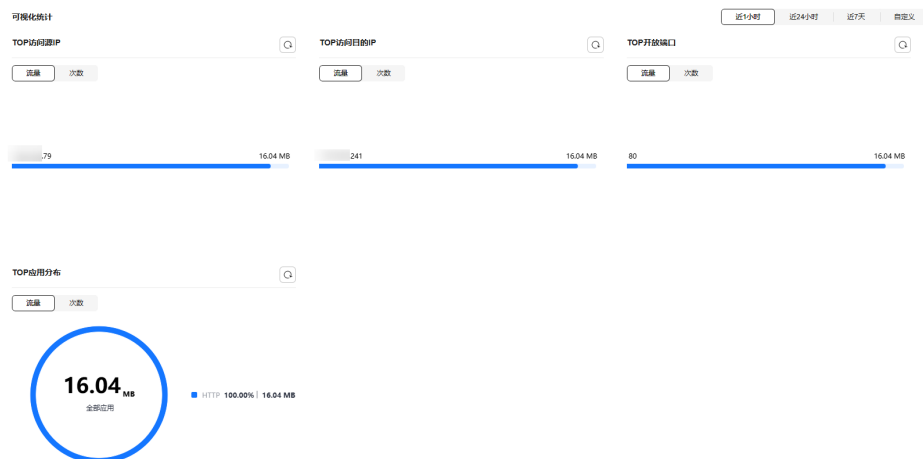 可视化统计
近1小时 近24小时 近7天 自定义
TOP访问源IP
流量 次数
.79 16.04 MB
TOP访问目的IP
流量 次数
241 16.04 MB
TOP开放端口
流量 次数
80 16.04 MB
TOP应用分布
流量 次数
16.04 MB
全部应用
HTTP 100.00% | 16.04 MB